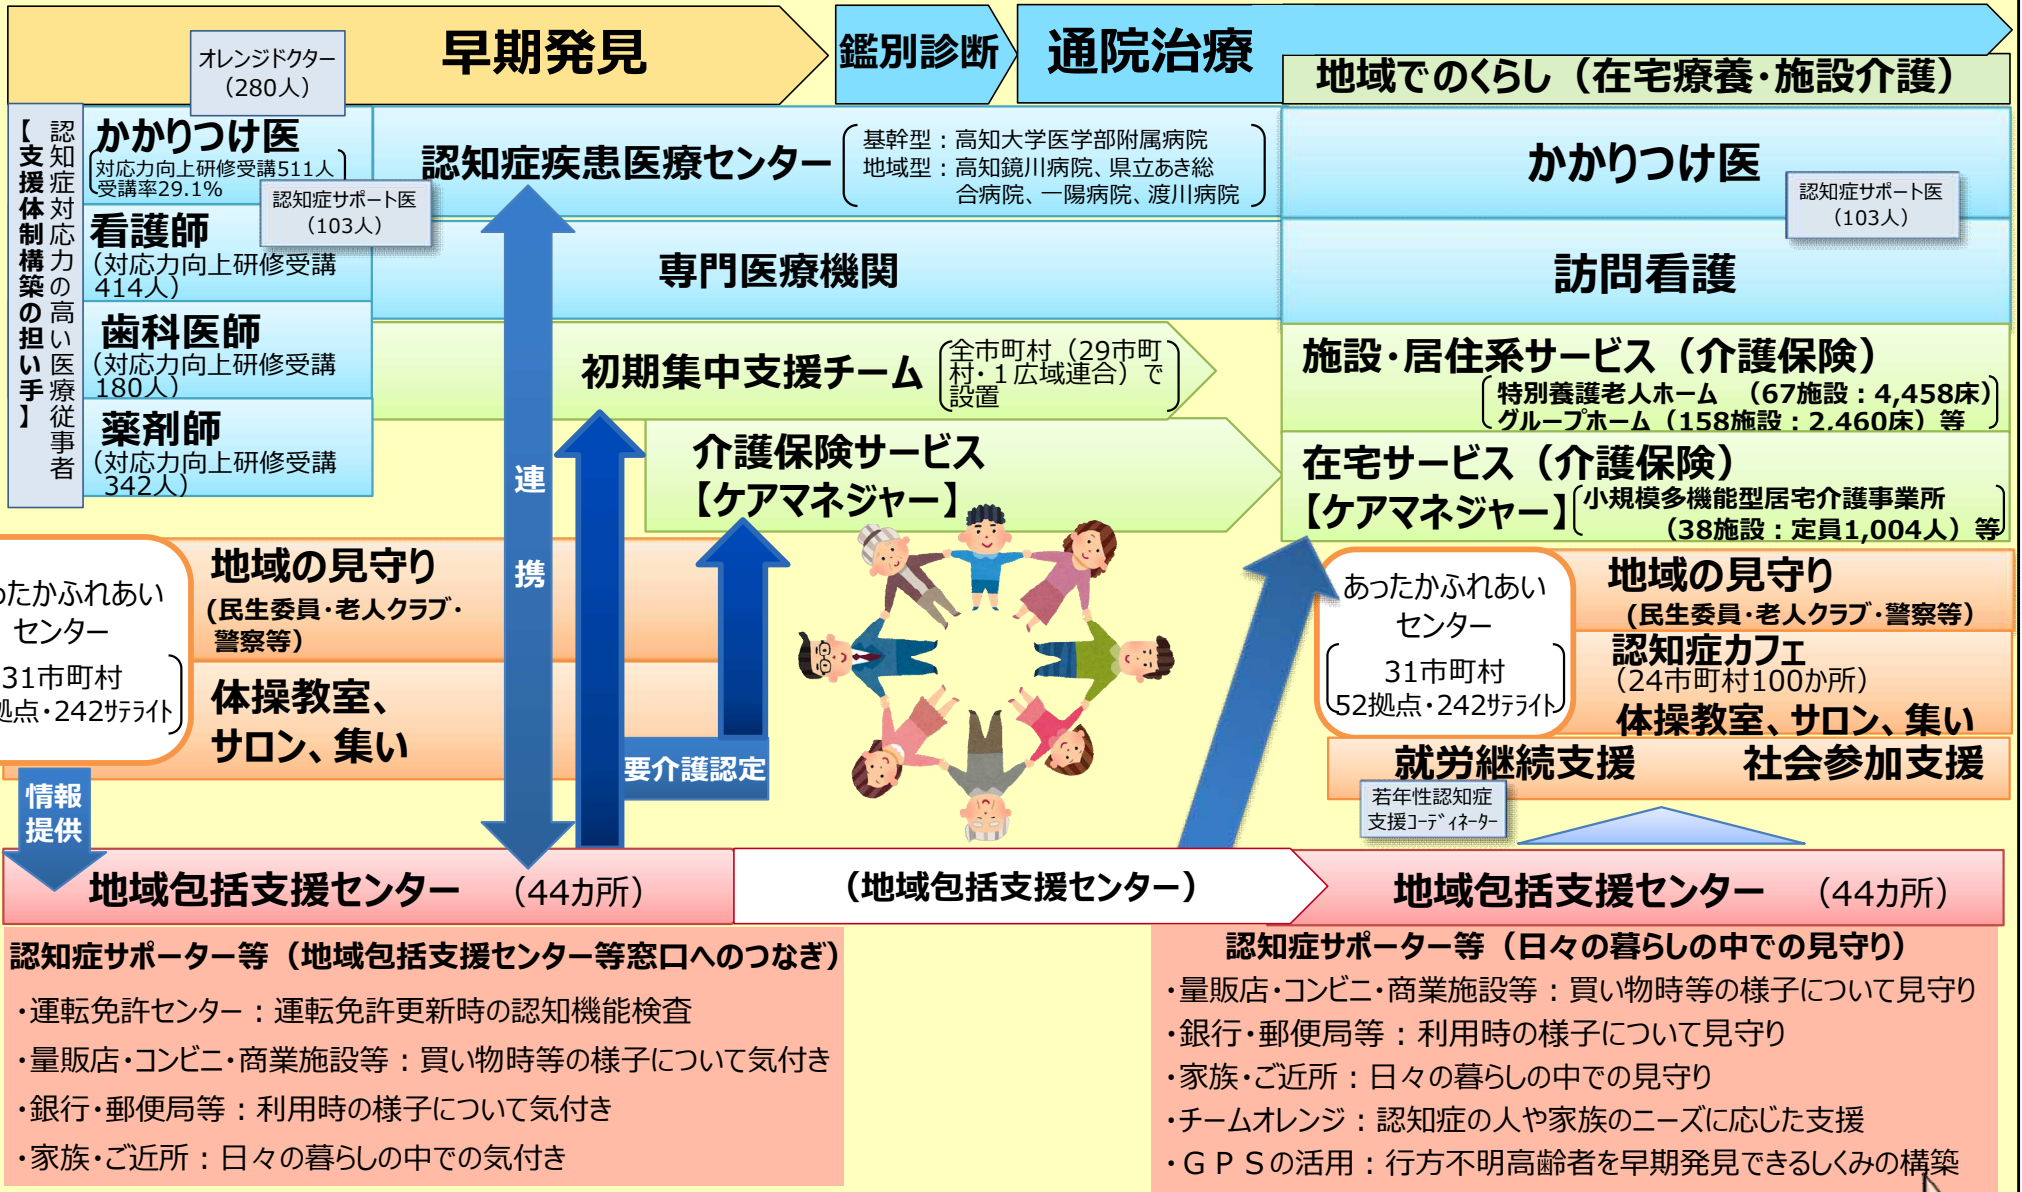 早期発見
鑑別診断
通院治療
地域でのくらし（在宅療養・施設介護）
オレンジドクター
（280人）
認知症対応力の高い医療従事者
【支援体制構築の担い手】
かかりつけ医
対応力向上研修受講511人
受講率29.1%
認知症サポート医
（103人）
看護師
（対応力向上研修受講
414人）
歯科医師
（対応力向上研修受講
180人）
薬剤師
（対応力向上研修受講
342人）
認知症疾患医療センター
基幹型：高知大学医学部附属病院
地域型：高知鏡川病院、県立あき総
合病院、一陽病院、渡川病院
専門医療機関
初期集中支援チーム
全市町村（29市町
村・１広域連合）で
設置
介護保険サービス
【ケアマネジャー】
連
携
かかりつけ医
認知症サポート医
（103人）
訪問看護
施設・居住系サービス（介護保険）
特別養護老人ホーム　（67施設：4,458床）
グループホーム（158施設：2,460床）等
在宅サービス（介護保険）
【ケアマネジャー】
小規模多機能型居宅介護事業所
（38施設：定員1,004人）等
たかふれあい
センター
31市町村
拠点・242ｻﾃﾗｲﾄ
地域の見守り
(民生委員・老人クラブ・
警察等）
体操教室、
サロン、集い
要介護認定
情報
提供
あったかふれあい
センター
31市町村
52拠点・242ｻﾃﾗｲﾄ
地域の見守り
(民生委員・老人クラブ・警察等）
認知症カフェ
（24市町村100か所）
体操教室、サロン、集い
就労継続支援　社会参加支援
若年性認知症
支援ｺｰﾃﾞｨﾈｰﾀｰ
地域包括支援センター　（44カ所）
（地域包括支援センター）
地域包括支援センター　（44カ所）
認知症サポーター等（地域包括支援センター等窓口へのつなぎ）
・運転免許センター：運転免許更新時の認知機能検査
・量販店・コンビニ・商業施設等：買い物時等の様子について気付き
・銀行・郵便局等：利用時の様子について気付き
・家族・ご近所：日々の暮らしの中での気付き
認知症サポーター等（日々の暮らしの中での見守り）
・量販店・コンビニ・商業施設等：買い物時等の様子について見守り
・銀行・郵便局等：利用時の様子について見守り
・家族・ご近所：日々の暮らしの中での見守り
・チームオレンジ：認知症の人や家族のニーズに応じた支援
・ＧＰＳの活用：行方不明高齢者を早期発見できるしくみの構築